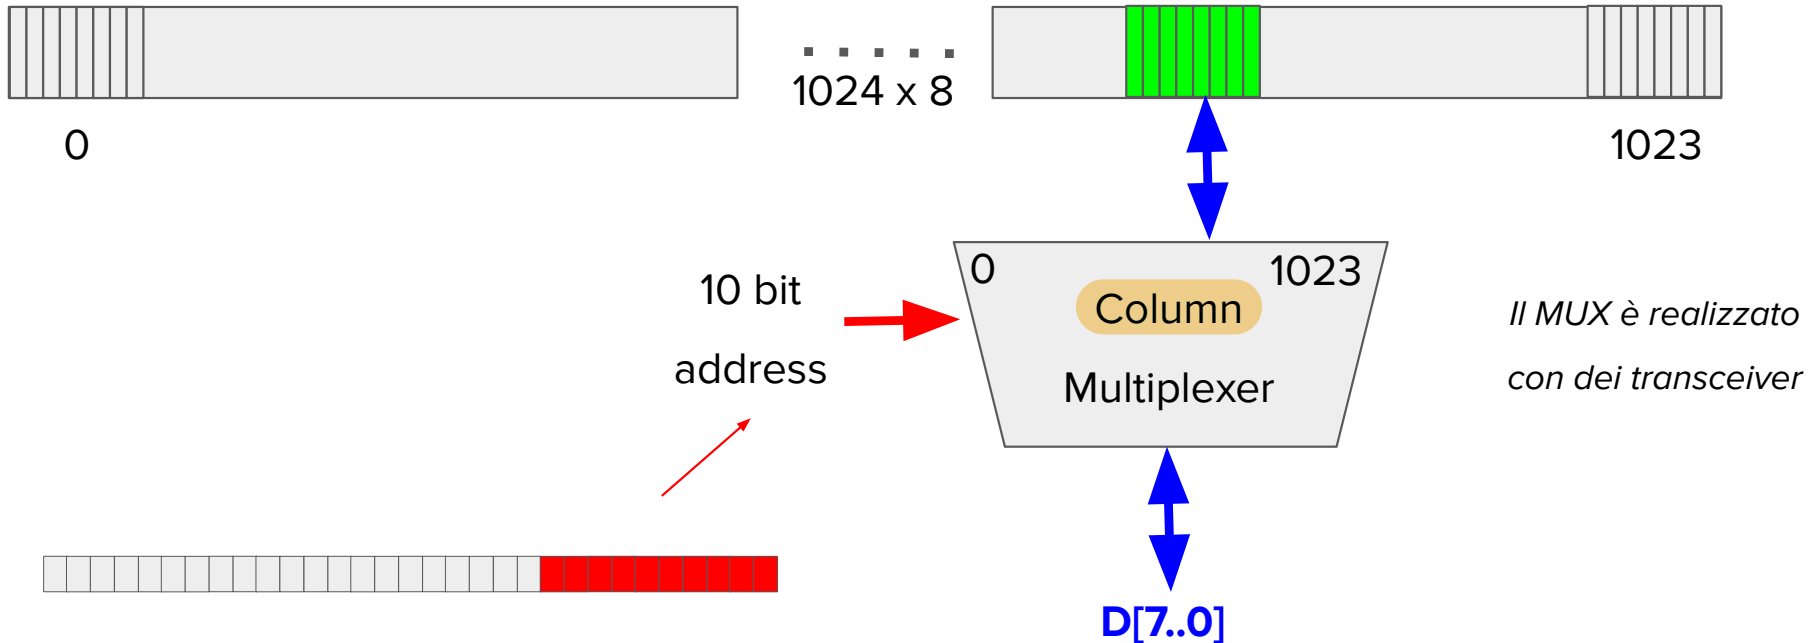 1024 x 8
0
1023
0
1023
10 bit
address
Column
Multiplexer
Il MUX è realizzato
con dei transceiver
D[7..0]